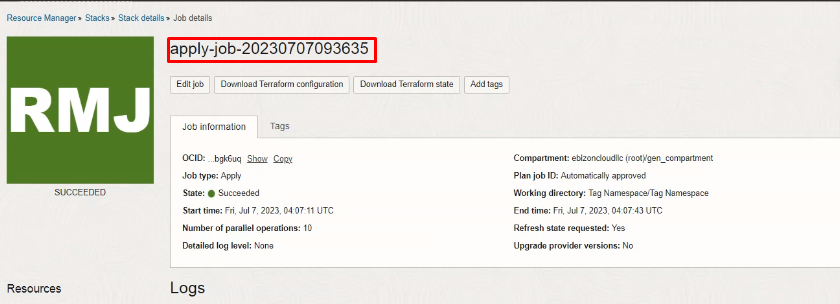 Resource Manager » Stacks » Stack details » Job details
apply-job-20230707093635
Edit job Download Terraform configuration Download Terraform state Add tags
RMJ
SUCCEEDED
Job information Tags
OCID: ...bgk6uq Show Copy
Compartment: eblzoncloudllc (root)/gen_compartment
Job type: Apply
Plan job ID: Automatically approved
State: Succeeded
Working directory: Tag Namespace/Tag Namespace
Start time: Fri, Jul 7, 2023, 04:07:11 UTC
End time: Fri, Jul 7, 2023, 04:07:43 UTC
Number of parallel operations: 10
Refresh state requested: Yes
Detailed log level: None
Upgrade provider versions: No
Resources
Logs